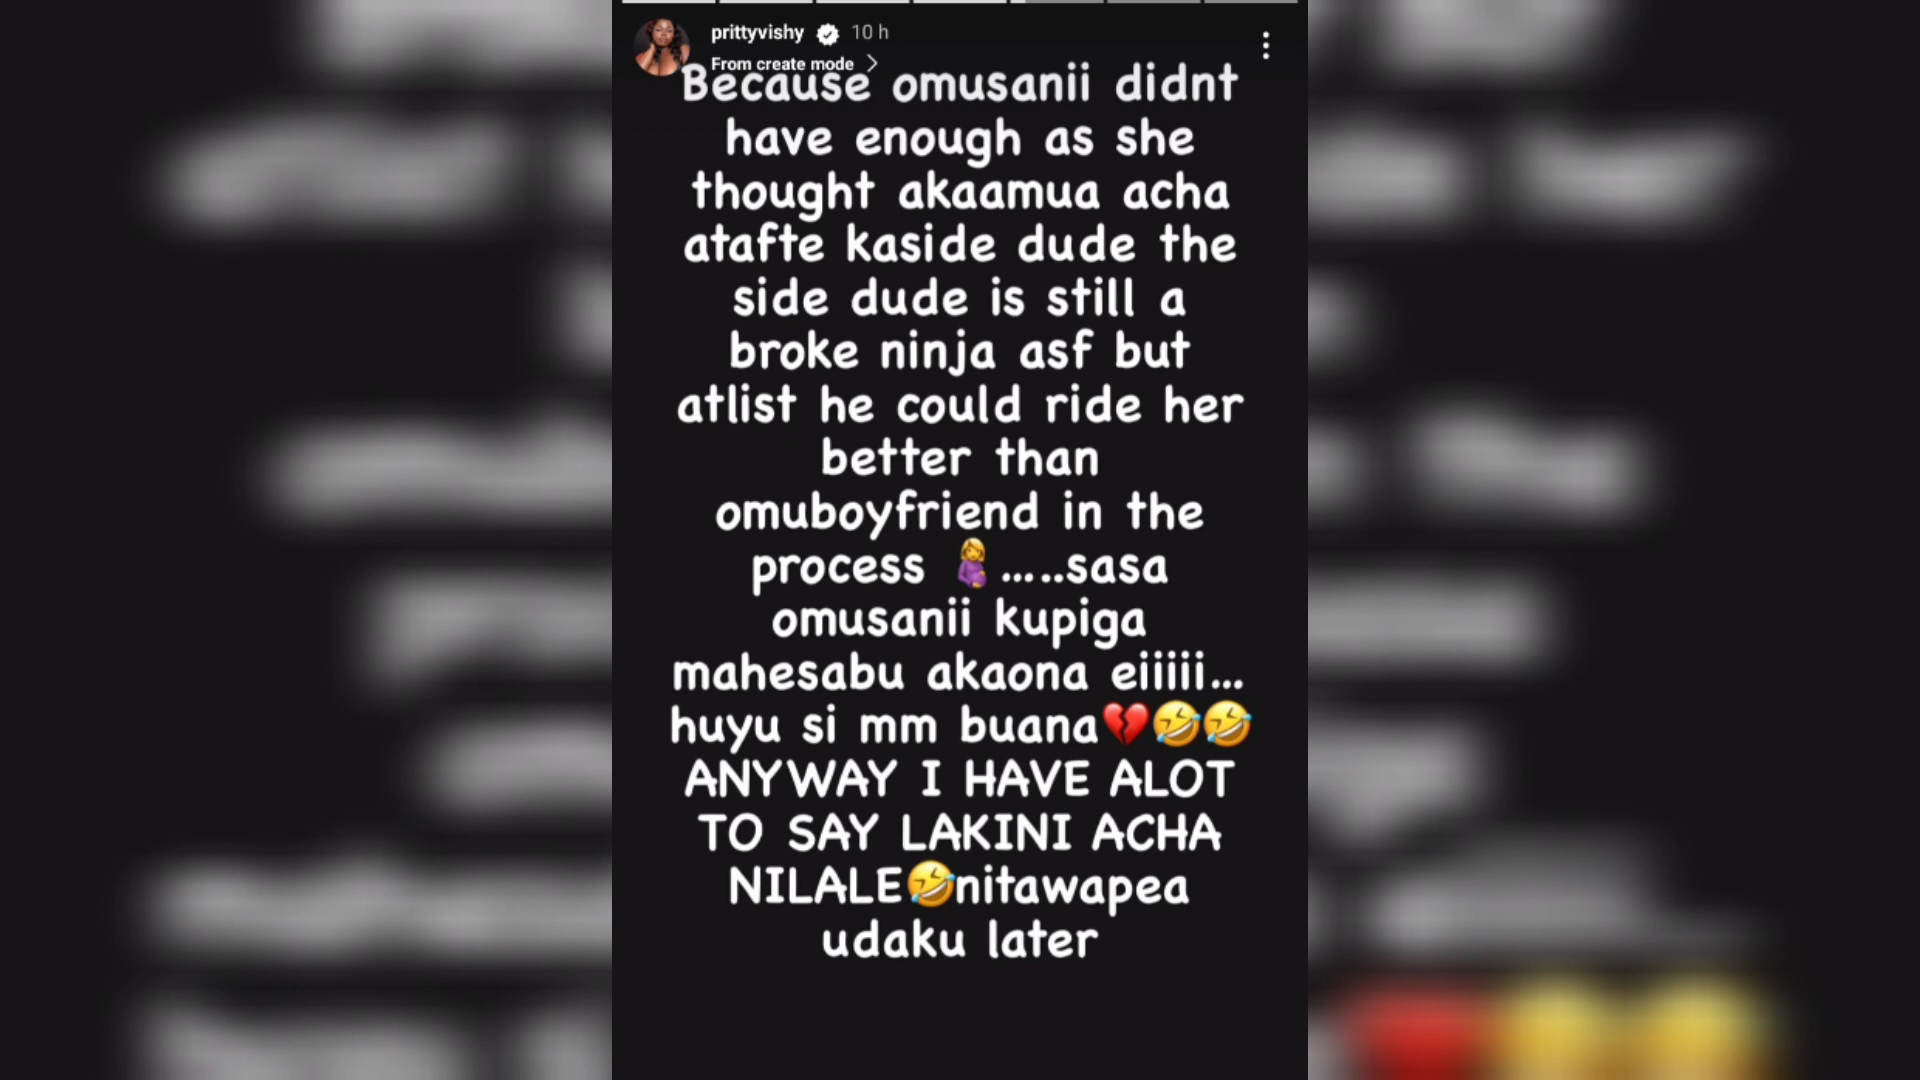 prittyvishy 10 h
From create mode >
Because omusanii didnt
have enough as she
thought akaamua acha
atafte kaside dude the
side dude is still a
broke ninja asf but
atlist he could ride her
better than
omuboyfriend in the
process 🤰.....sasa
omusanii kupiga
mahesabu akaona eiiiii...
huyu si mm buana💔🤣🤣
ANYWAY I HAVE ALOT
TO SAY LAKINI ACHA
NILALE🤣nitawapea
udaku later